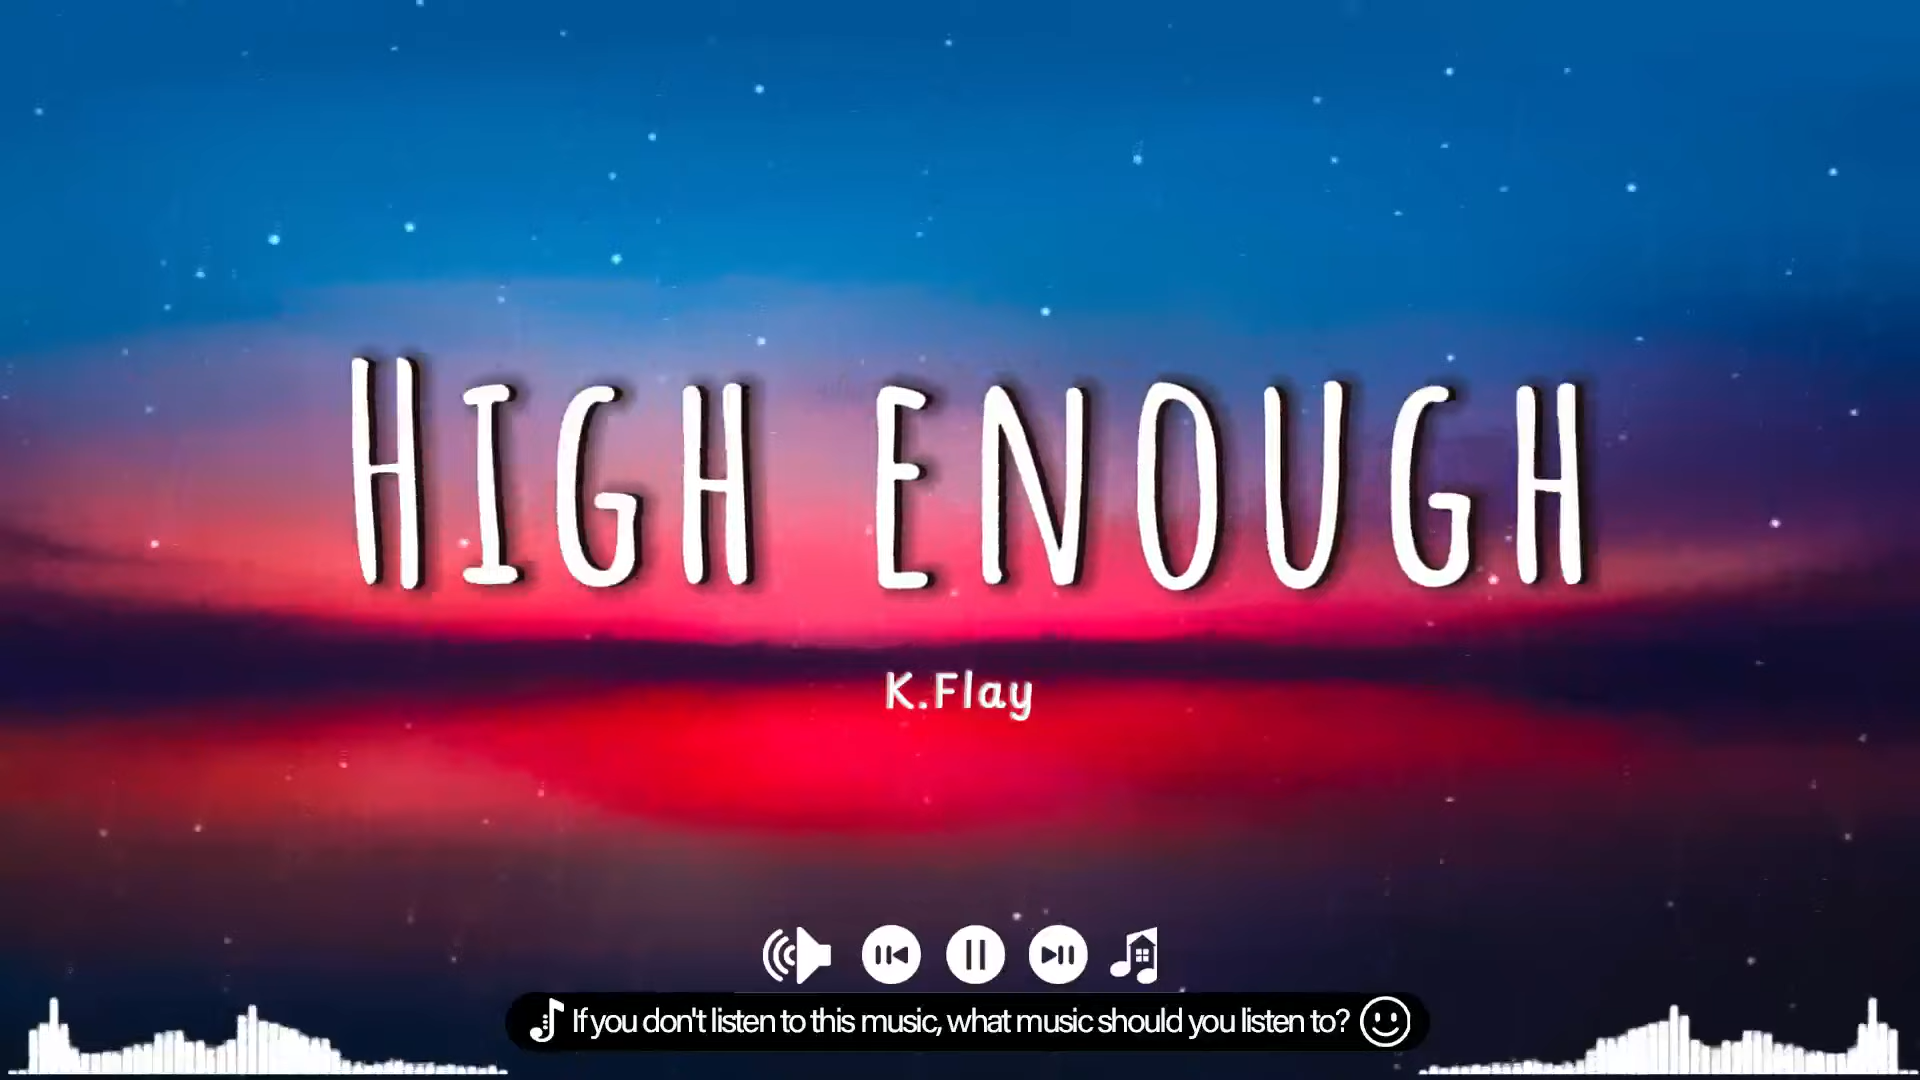 HIGH ENOUGH
K.Flay
If you don't listen to this music, what music should you listen to?